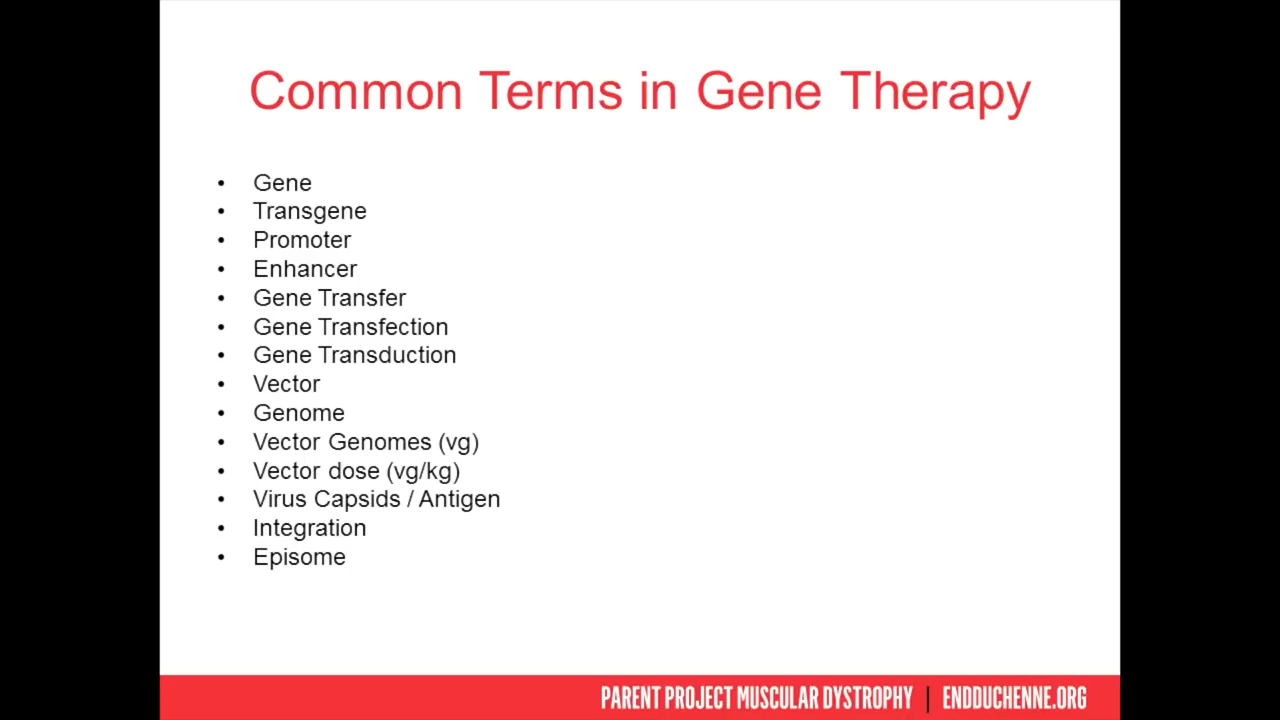 Common Terms in Gene Therapy
• Gene
• Transgene
• Promoter
• Enhancer
• Gene Transfer
• Gene Transfection
• Gene Transduction
• Vector
• Genome
• Vector Genomes (vg)
• Vector dose (vg/kg)
• Virus Capsids / Antigen
• Integration
• Episome
PARENT PROJECT MUSCULAR DYSTROPHY | ENDDUCHENNE.ORG